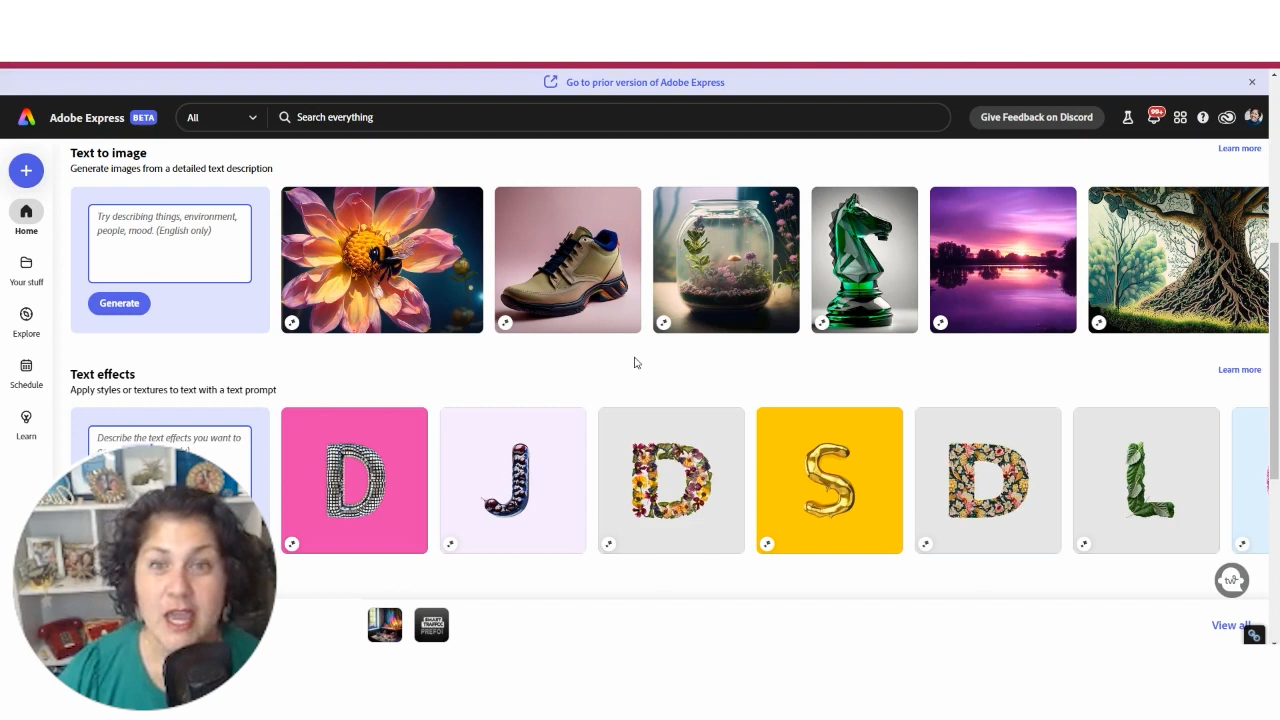 Go to prior version of Adobe Express
Adobe Express BETA
All
Search everything
Give Feedback on Discord
99+
Text to image
Learn more
Generate images from a detailed text description
Try describing things, environment,
people, mood. (English only)
Generate
Home
Your stuff
Explore
Schedule
Learn
Text effects
Learn more
Apply styles or textures to text with a text prompt
Describe the text effects you want to
D
J
D
S
D
L
SMART
TRAFFIC
View all